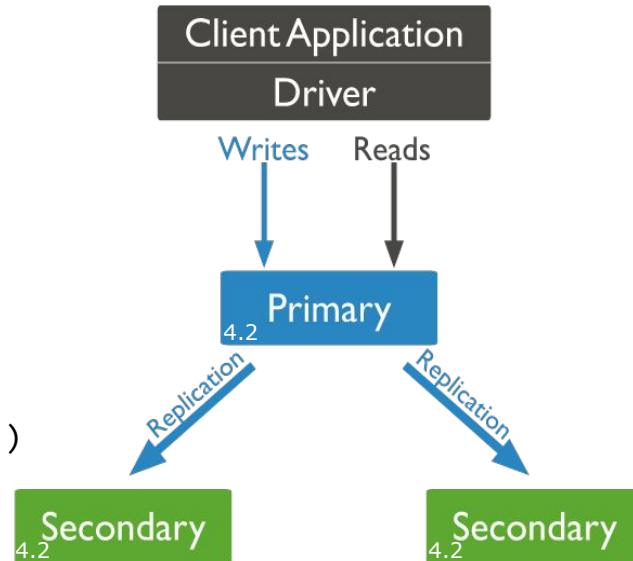 Client Application
Driver
Writes Reads
Primary
4.2
Replication Replication
)
Secondary Secondary
4.2 4.2